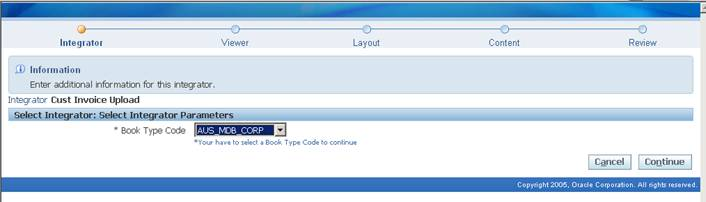 Integrator Viewer Layout Content Review
Information
Enter additional information for this integrator.
Integrator Cust Invoice Upload
Select Integrator: Select Integrator Parameters
* Book Type Code AUS_MDB_CORP
*Your have to select a Book Type Code to continue
Cancel Continue
Copyright 2005, Oracle Corporation. All rights reserved.